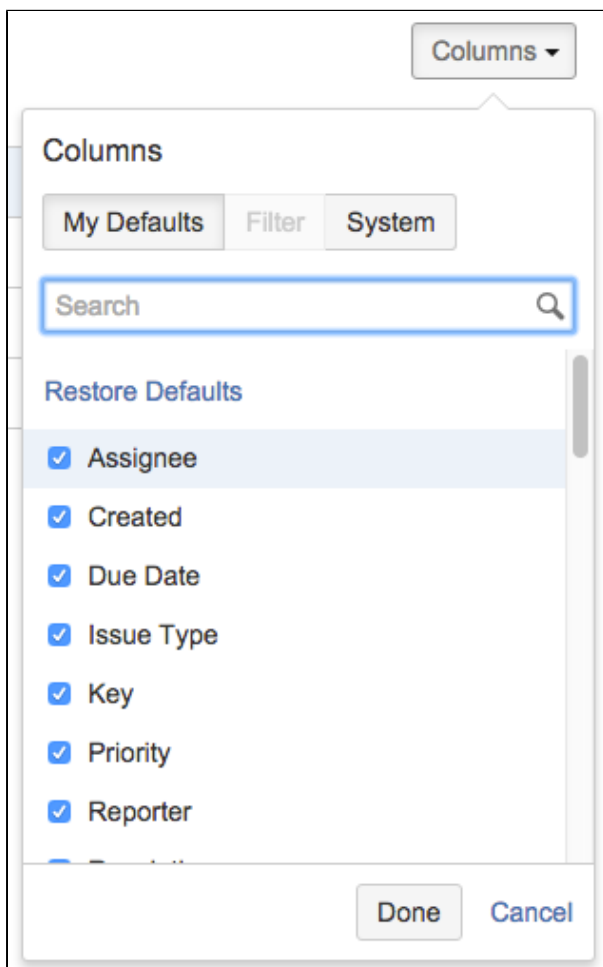 Columns
Columns
My Defaults Filter System
Search
Restore Defaults
Assignee
Created
Due Date
Issue Type
Key
Priority
Reporter
Done Cancel